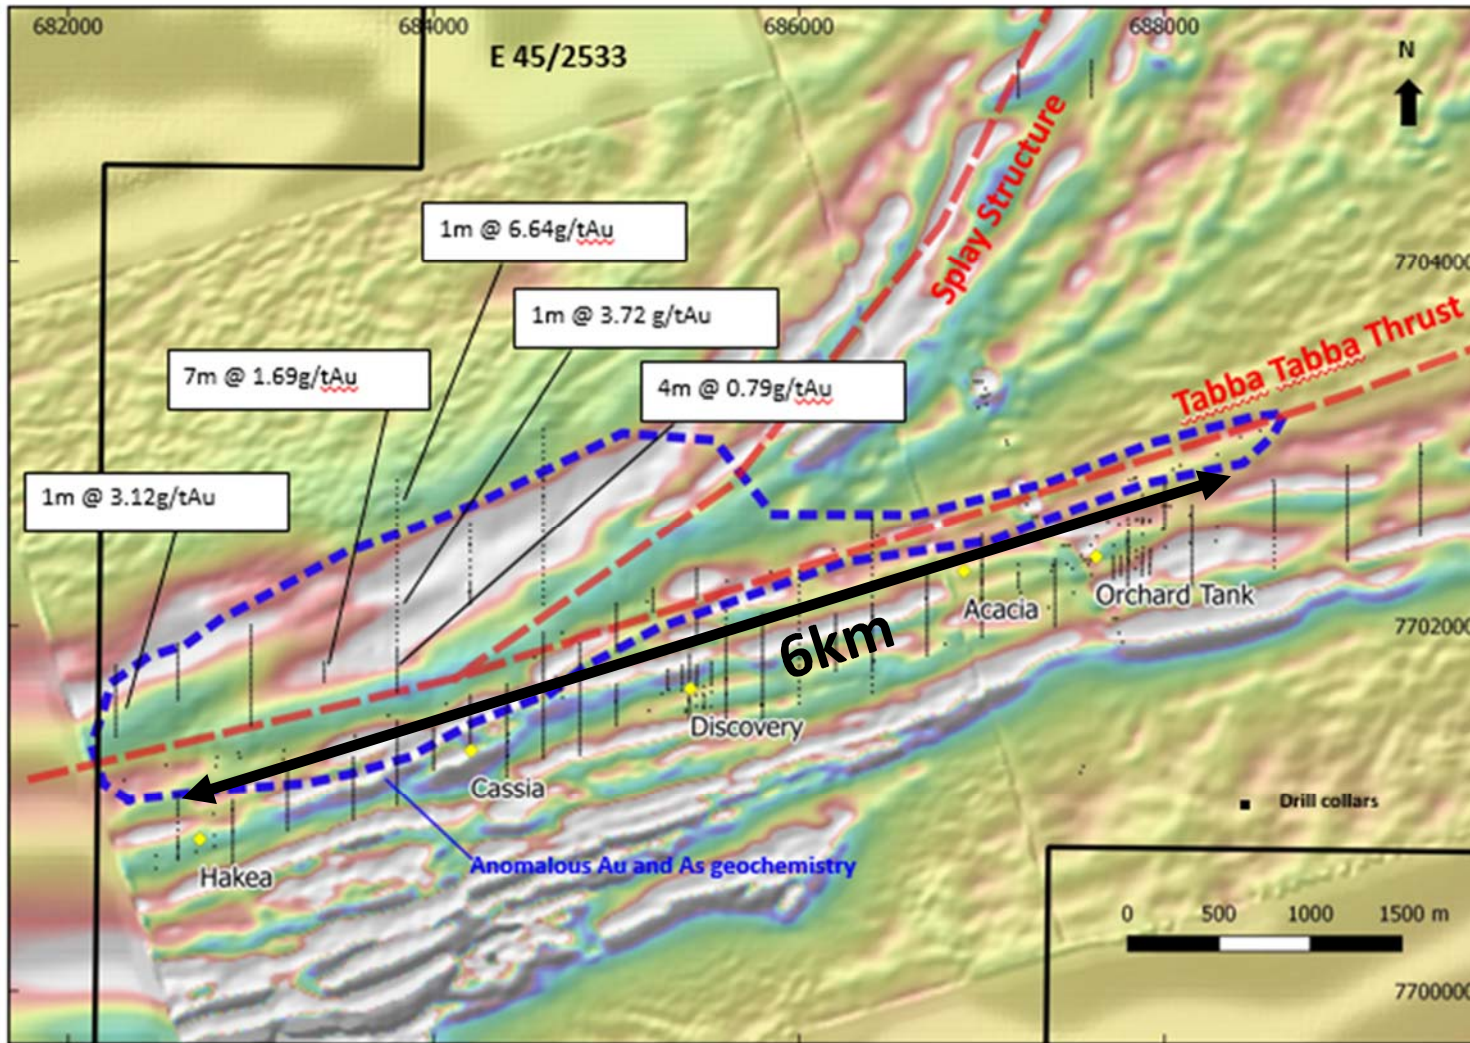 682000
684000
686000
688000
E 45/2533
N
Splay Structure
1m @ 6.64g/tAu
7704000
1m @ 3.72 g/tAu
Tabba Tabba Thrust
7m @ 1.69g/tAu
4m @ 0.79g/tAu
1m @ 3.12g/tAu
Orchard Tank
Acacia
7702000
6km
Discovery
Cassia
Drill collars
Anomalous Au and As geochemistry
Hakea
0 500 1000 1500 m
7700000